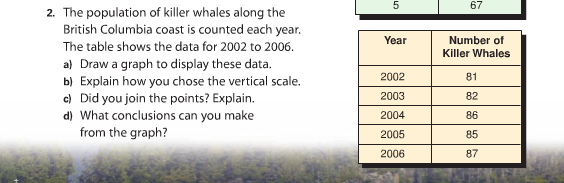 2. The population of killer whales along the
British Columbia coast is counted each year.
The table shows the data for 2002 to 2006.
a) Draw a graph to display these data.
b) Explain how you chose the vertical scale.
c) Did you join the points? Explain.
d) What conclusions can you make
from the graph?
5 67
Year Number of
Killer Whales
2002 81
2003 82
2004 86
2005 85
2006 87